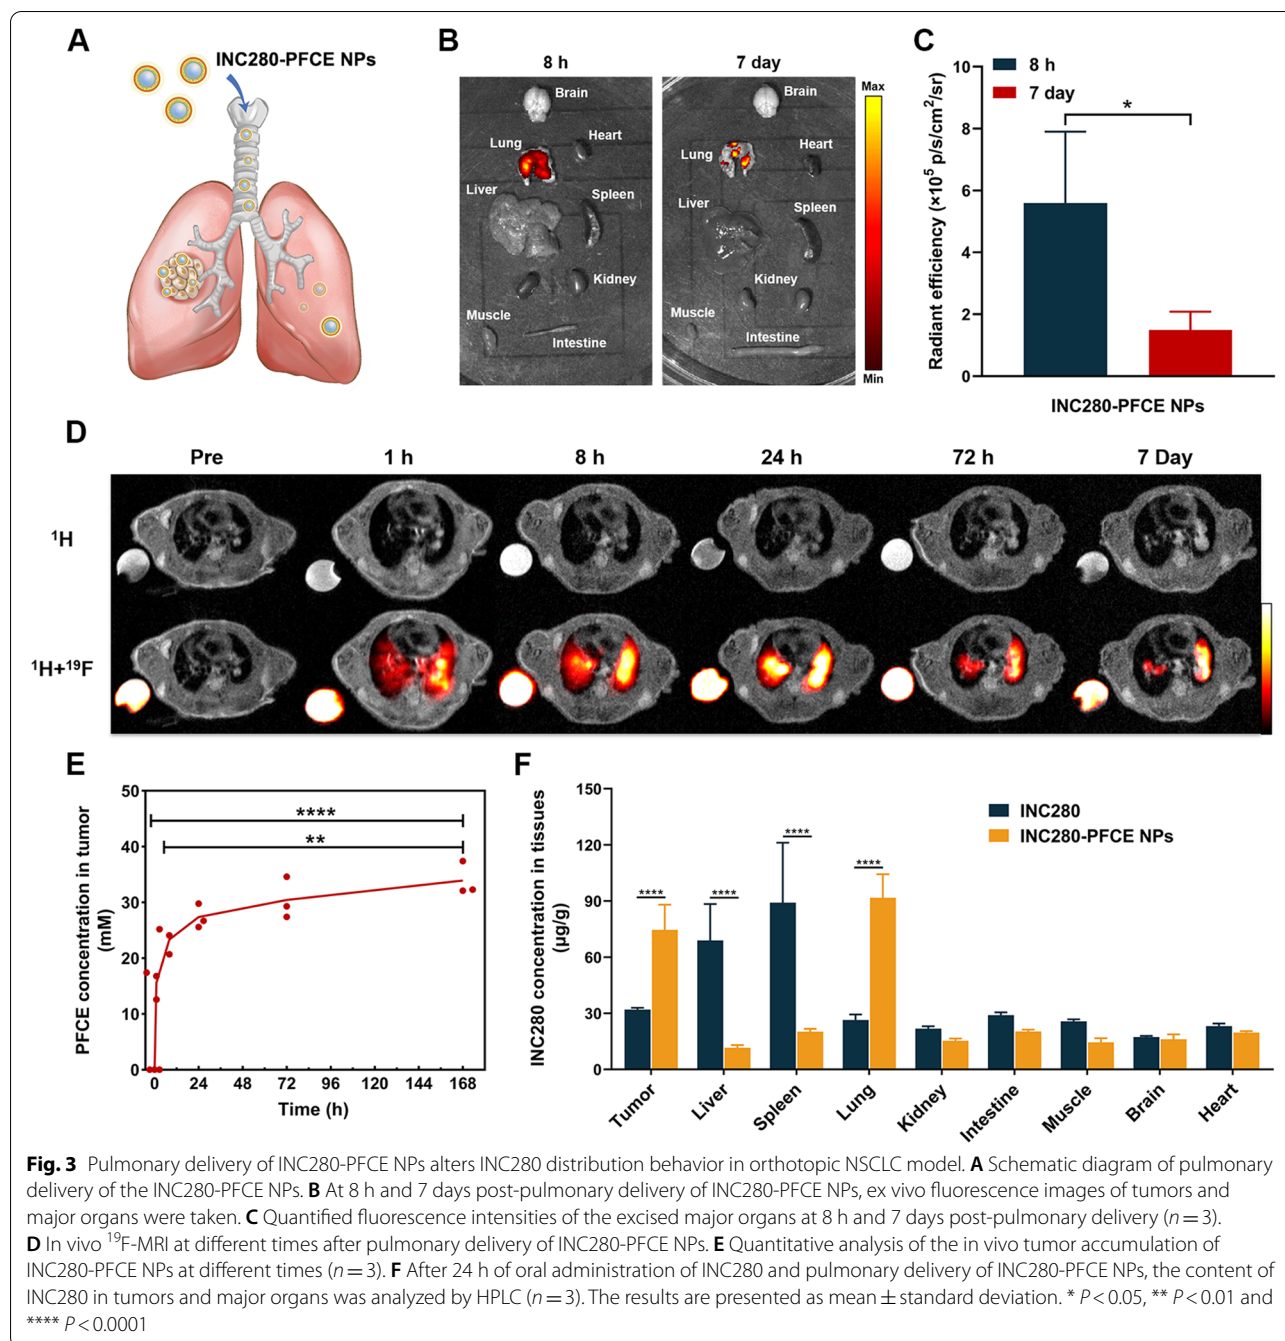 A
INC280-PFCE NPs
B
8 h
7 day
Brain
Heart
Lung
Liver
Spleen
Kidney
Muscle
Intestine
Brain
Heart
Lung
Liver
Spleen
Kidney
Muscle
Intestine
Max
Min
C
8 h
7 day
*
Radiant efficiency (×10⁵ p/s/cm²/sr)
10
8
6
4
2
0
INC280-PFCE NPs
D
Pre 1 h 8 h 24 h 72 h 7 Day
¹H
¹H+¹⁹F
E
PFCE concentration in tumor
(mM)
50
40
30
20
10
0
****
**
0 24 48 72 96 120 144 168
Time (h)
F
INC280 concentration in tissues
(μg/g)
150
120
90
60
30
0
INC280
INC280-PFCE NPs
**** **** **** ****
Tumor Liver Spleen Lung Kidney Intestine Muscle Brain Heart
Fig. 3 Pulmonary delivery of INC280-PFCE NPs alters INC280 distribution behavior in orthotopic NSCLC model. A Schematic diagram of pulmonary
delivery of the INC280-PFCE NPs. B At 8 h and 7 days post-pulmonary delivery of INC280-PFCE NPs, ex vivo fluorescence images of tumors and
major organs were taken. C Quantified fluorescence intensities of the excised major organs at 8 h and 7 days post-pulmonary delivery (n = 3).
D In vivo ¹⁹F-MRI at different times after pulmonary delivery of INC280-PFCE NPs. E Quantitative analysis of the in vivo tumor accumulation of
INC280-PFCE NPs at different times (n = 3). F After 24 h of oral administration of INC280 and pulmonary delivery of INC280-PFCE NPs, the content of
INC280 in tumors and major organs was analyzed by HPLC (n = 3). The results are presented as mean ± standard deviation. * P < 0.05, ** P < 0.01 and
**** P < 0.0001